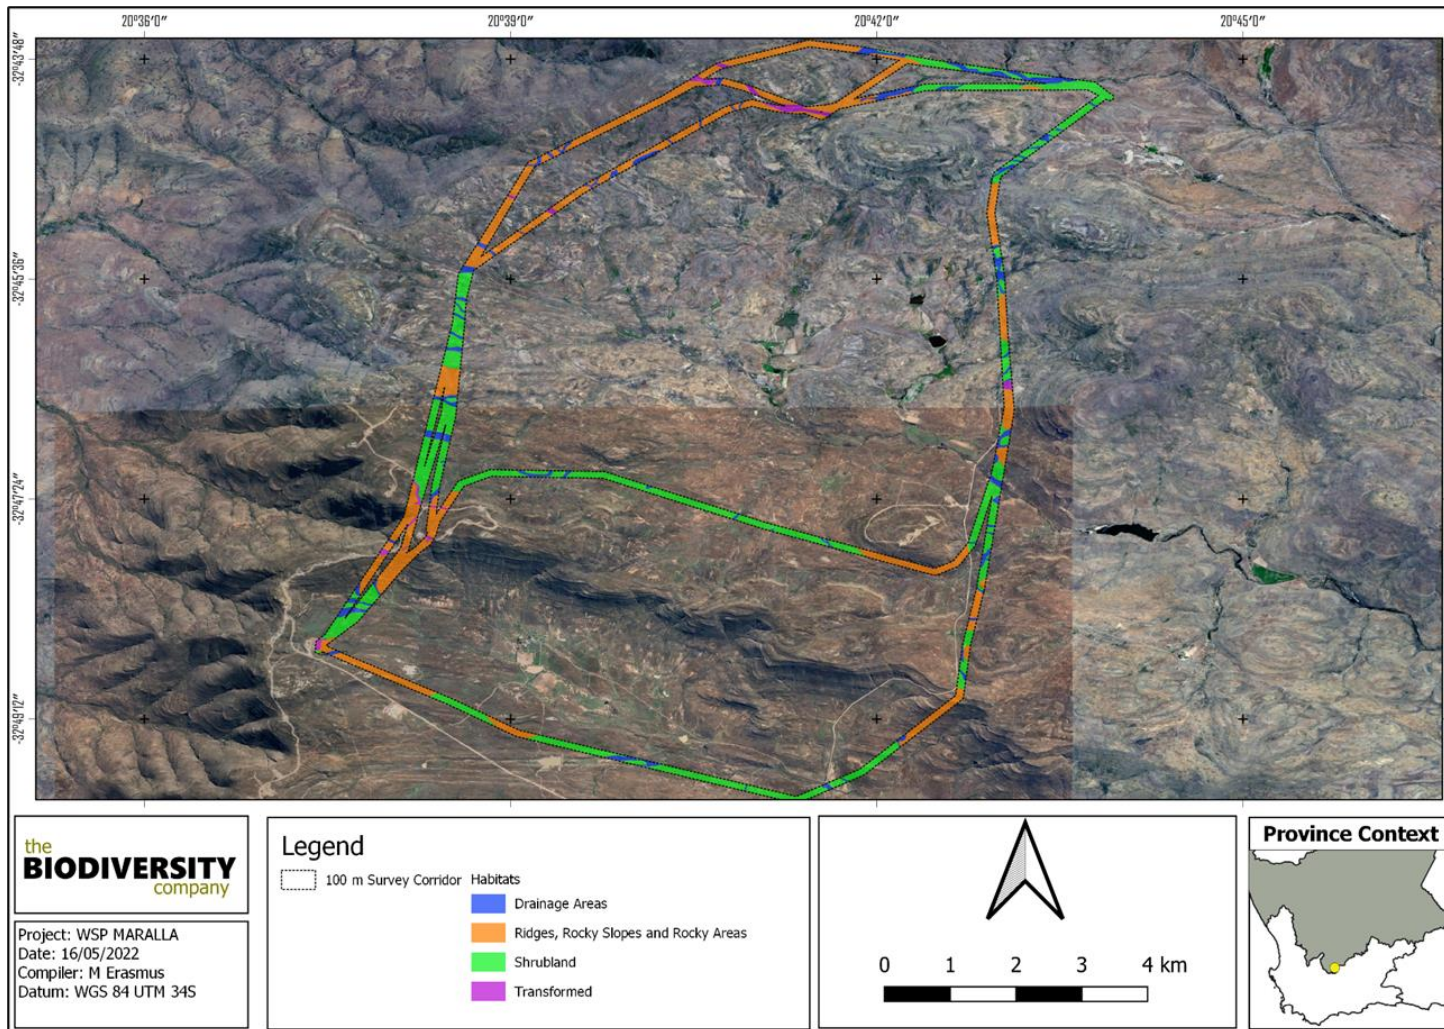 20°36'0" 20°39'0" 20°42'0" 20°45'0"
-32°43'48"
-32°45'36"
-32°47'24"
-32°49'12"
the
BIODIVERSITY
company
Project: WSP MARALLA
Date: 16/05/2022
Compiler: M Erasmus
Datum: WGS 84 UTM 34S
Legend
100 m Survey Corridor
Habitats
Drainage Areas
Ridges, Rocky Slopes and Rocky Areas
Shrubland
Transformed
0 1 2 3 4 km
Province Context